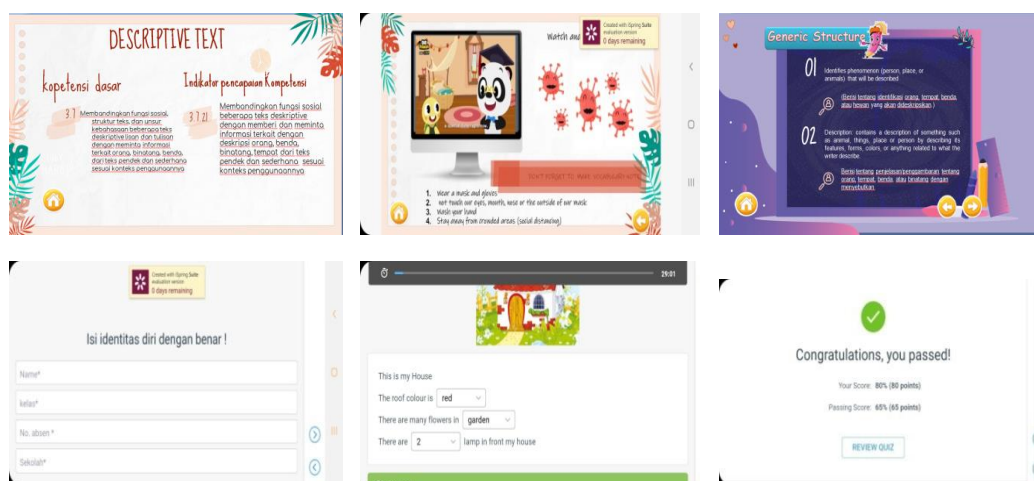 DESCRIPTIVE TEXT
kopetensi dasar
3.7 Membandingkan fungsi sosial,
struktur teks, dan unsur
kebahasaan beberapa teks
deskriptive lisan dan tulisan
dengan meminta informasi
terkait orang, binatang, benda,
dari teks pendek dan sederhana
sesuai konteks penggunaannya
Indikator pencapaian Kompetensi
3.7.21 Membandingkan fungsi sosial
beberapa teks descriptive
dengan memberi dan meminta
informasi terkait dengan
deskripsi orang, benda,
binatang, tempat dari teks
pendek dan sederhana sesuai
konteks penggunaannya
Watch and
Created with iSpring Suite
evaluation version
0 days remaining
DON'T FORGET TO MAKE VOCABULARY NOTE
1. Wear a mask and gloves
2. not touch our eyes, mouth, nose or the outside of our mask
3. Wash your hand
4. Stay away from crowded areas (social distancing)
Generic Structure
01 Identifies phenomenon (person, place, or
animals) that will be described.
(Berisi tentang identifikasi orang, tempat, benda,
atau hewan yang akan dideskripsikan )
02 Description: contains a description of something such
as animal, things, place or person by describing its
features, forms, colors, or anything related to what the
writer describe.
Berisi tentang penjelasan/penggambaran tentang
orang, tempat, benda, atau binatang dengan
menyebutkan
Created with iSpring Suite
evaluation version
0 days remaining
Isi identitas diri dengan benar !
Name*
kelas*
No, absen *
Sekolah*
29:01
This is my House
The roof colour is red
There are many flowers in garden
There are 2 lamp in front my house
Congratulations, you passed!
Your Score: 80% (80 points)
Passing Score: 65% (65 points)
REVIEW QUIZ